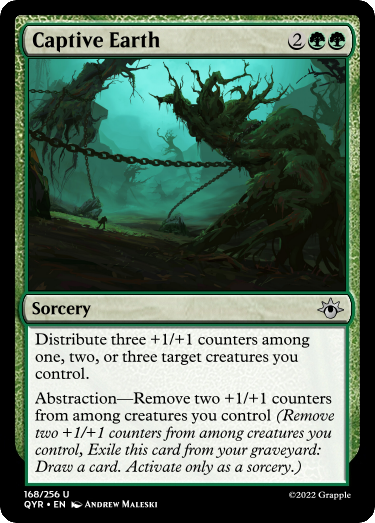 Captive Earth 2
Sorcery
Distribute three +1/+1 counters among
one, two, or three target creatures you
control.
Abstraction—Remove two +1/+1 counters
from among creatures you control (Remove
two +1/+1 counters from among creatures you
control, Exile this card from your graveyard:
Draw a card. Activate only as a sorcery.)
168/256 U
QYR • EN Andrew Maleski
©2022 Grapple